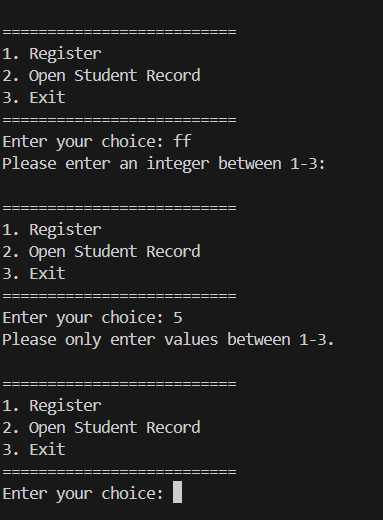 ==========================
1. Register
2. Open Student Record
3. Exit
==========================
Enter your choice: ff
Please enter an integer between 1-3:
==========================
1. Register
2. Open Student Record
3. Exit
==========================
Enter your choice: 5
Please only enter values between 1-3.
==========================
1. Register
2. Open Student Record
3. Exit
==========================
Enter your choice: